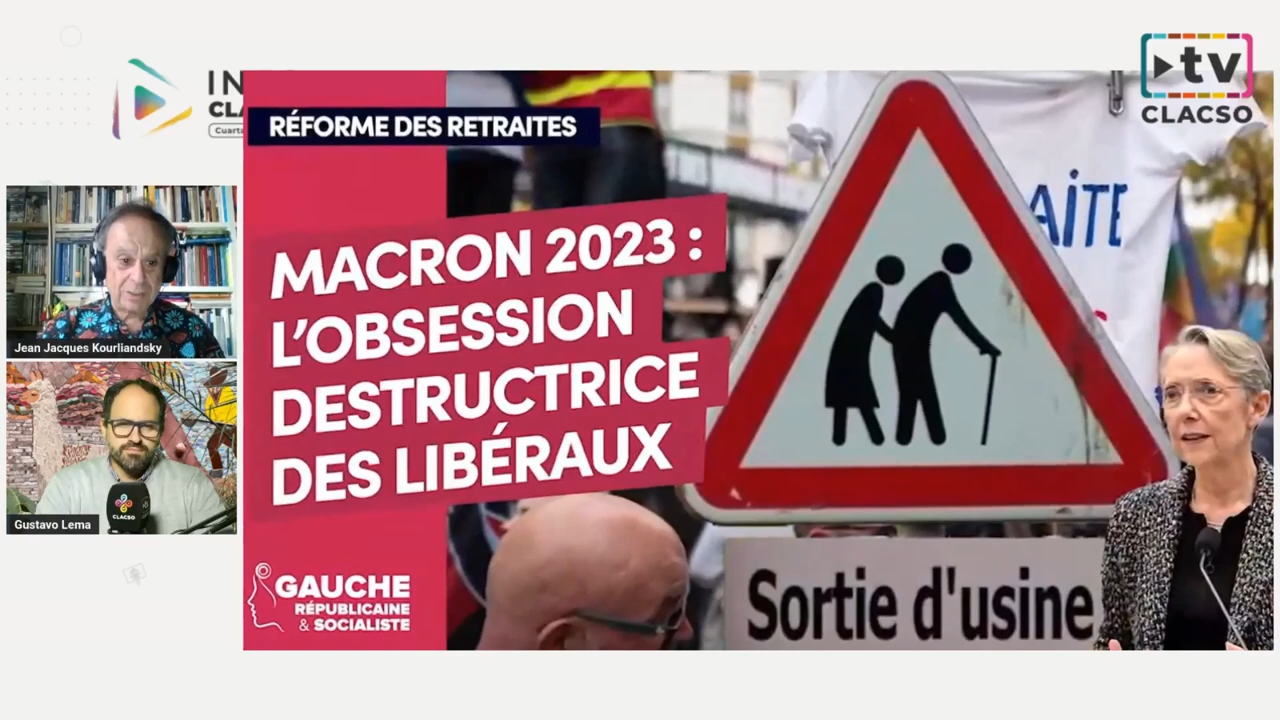 tv
CLACSO
RÉFORME DES RETRAITES
MACRON 2023 :
L'OBSESSION
DESTRUCTRICE
DES LIBÉRAUX
Jean Jacques Kourliandsky
CLACSO
Gustavo Lema
GAUCHE
RÉPUBLICAINE
& SOCIALISTE
Sortie d'usine